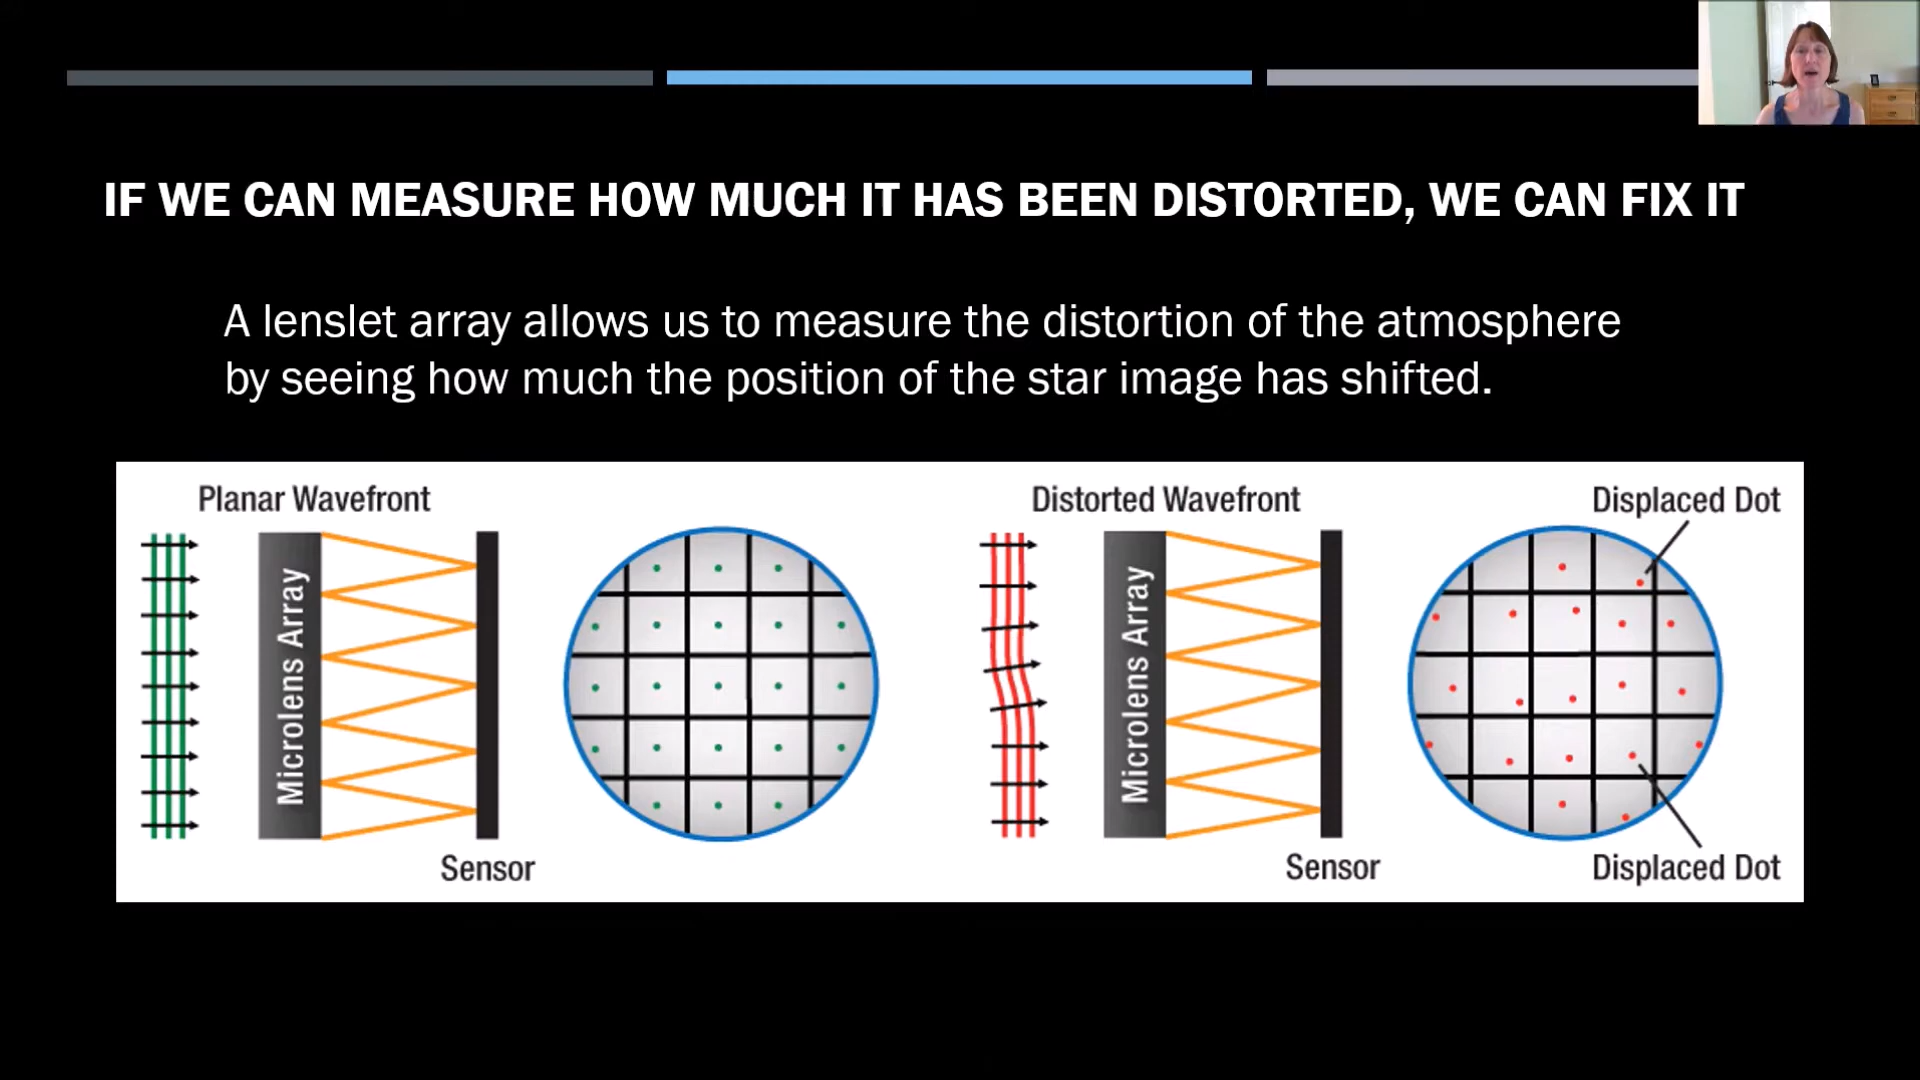 IF WE CAN MEASURE HOW MUCH IT HAS BEEN DISTORTED, WE CAN FIX IT
A lenslet array allows us to measure the distortion of the atmosphere
by seeing how much the position of the star image has shifted.
Planar Wavefront
Microlens Array
Sensor
Distorted Wavefront
Microlens Array
Sensor
Displaced Dot
Displaced Dot